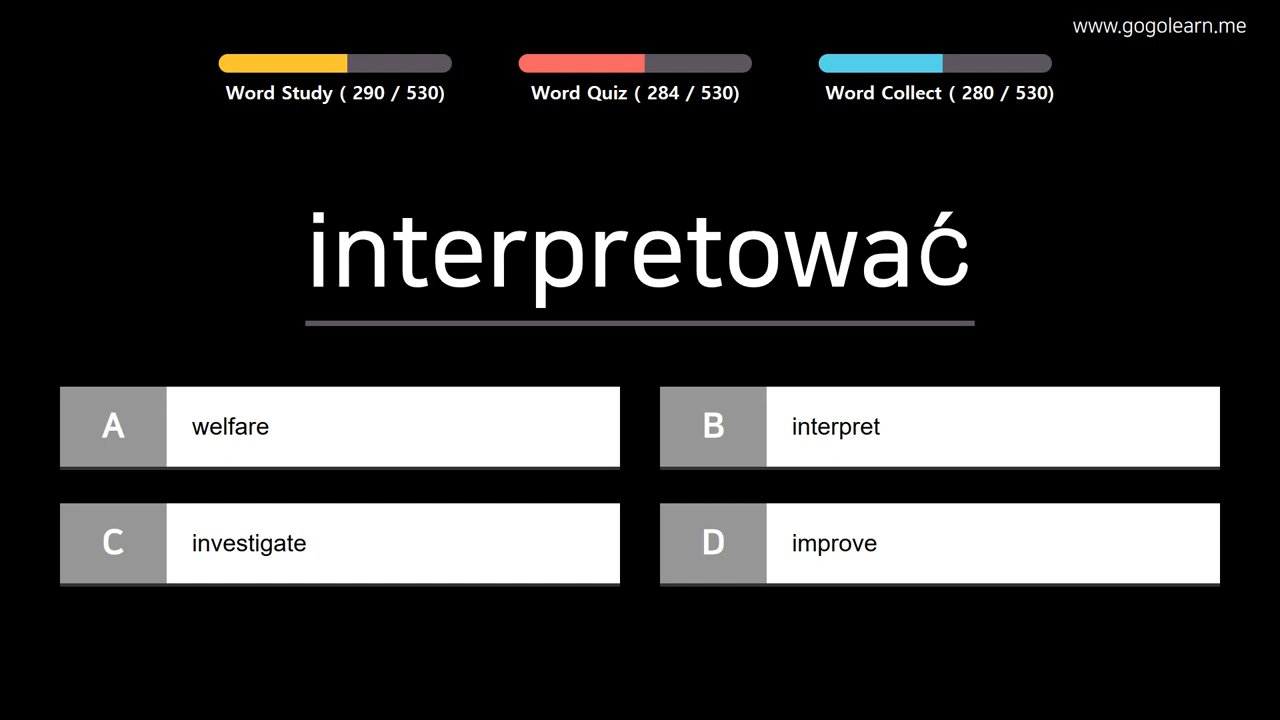 www.gogolearn.me
Word Study ( 290 / 530)
Word Quiz ( 284 / 530)
Word Collect ( 280 / 530)
interpretować
A welfare
B interpret
C investigate
D improve